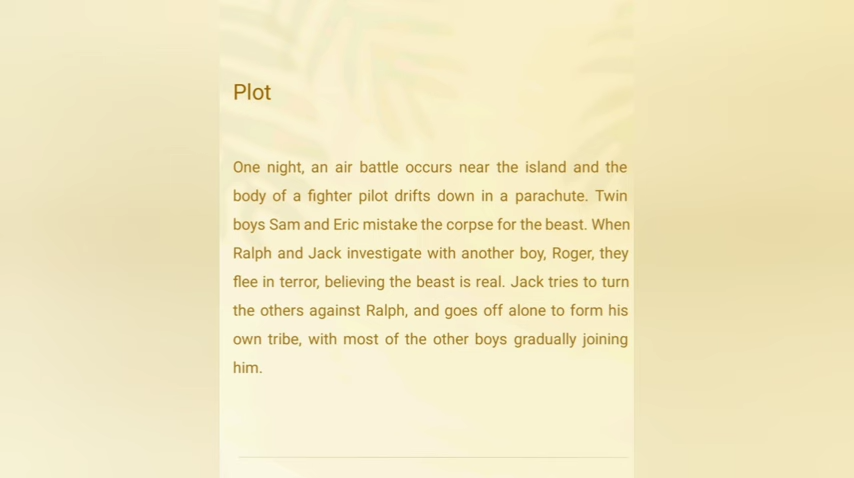 Plot
One night, an air battle occurs near the island and the
body of a fighter pilot drifts down in a parachute. Twin
boys Sam and Eric mistake the corpse for the beast. When
Ralph and Jack investigate with another boy, Roger, they
flee in terror, believing the beast is real. Jack tries to turn
the others against Ralph, and goes off alone to form his
own tribe, with most of the other boys gradually joining
him.